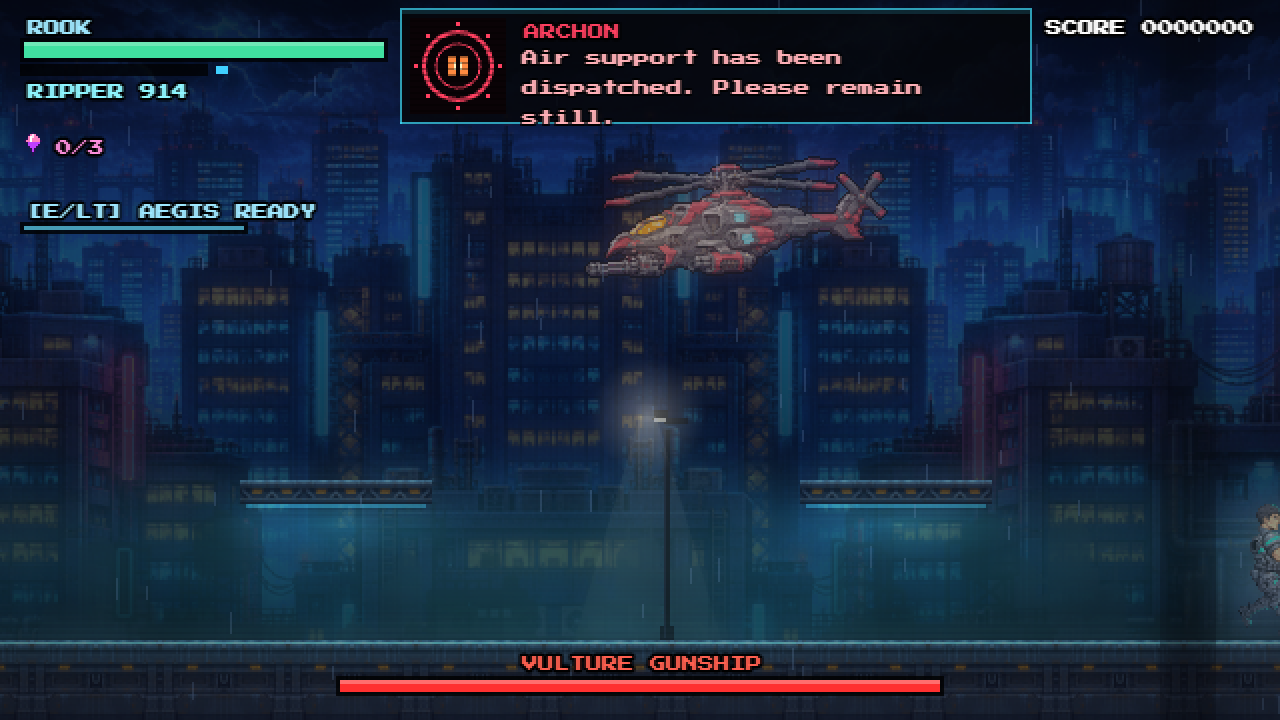 ROOK
RIPPER 914
0/3
[E/LT] AEGIS READY
ARCHON
Air support has been
dispatched. Please remain
still.
SCORE 0000000
VULTURE GUNSHIP